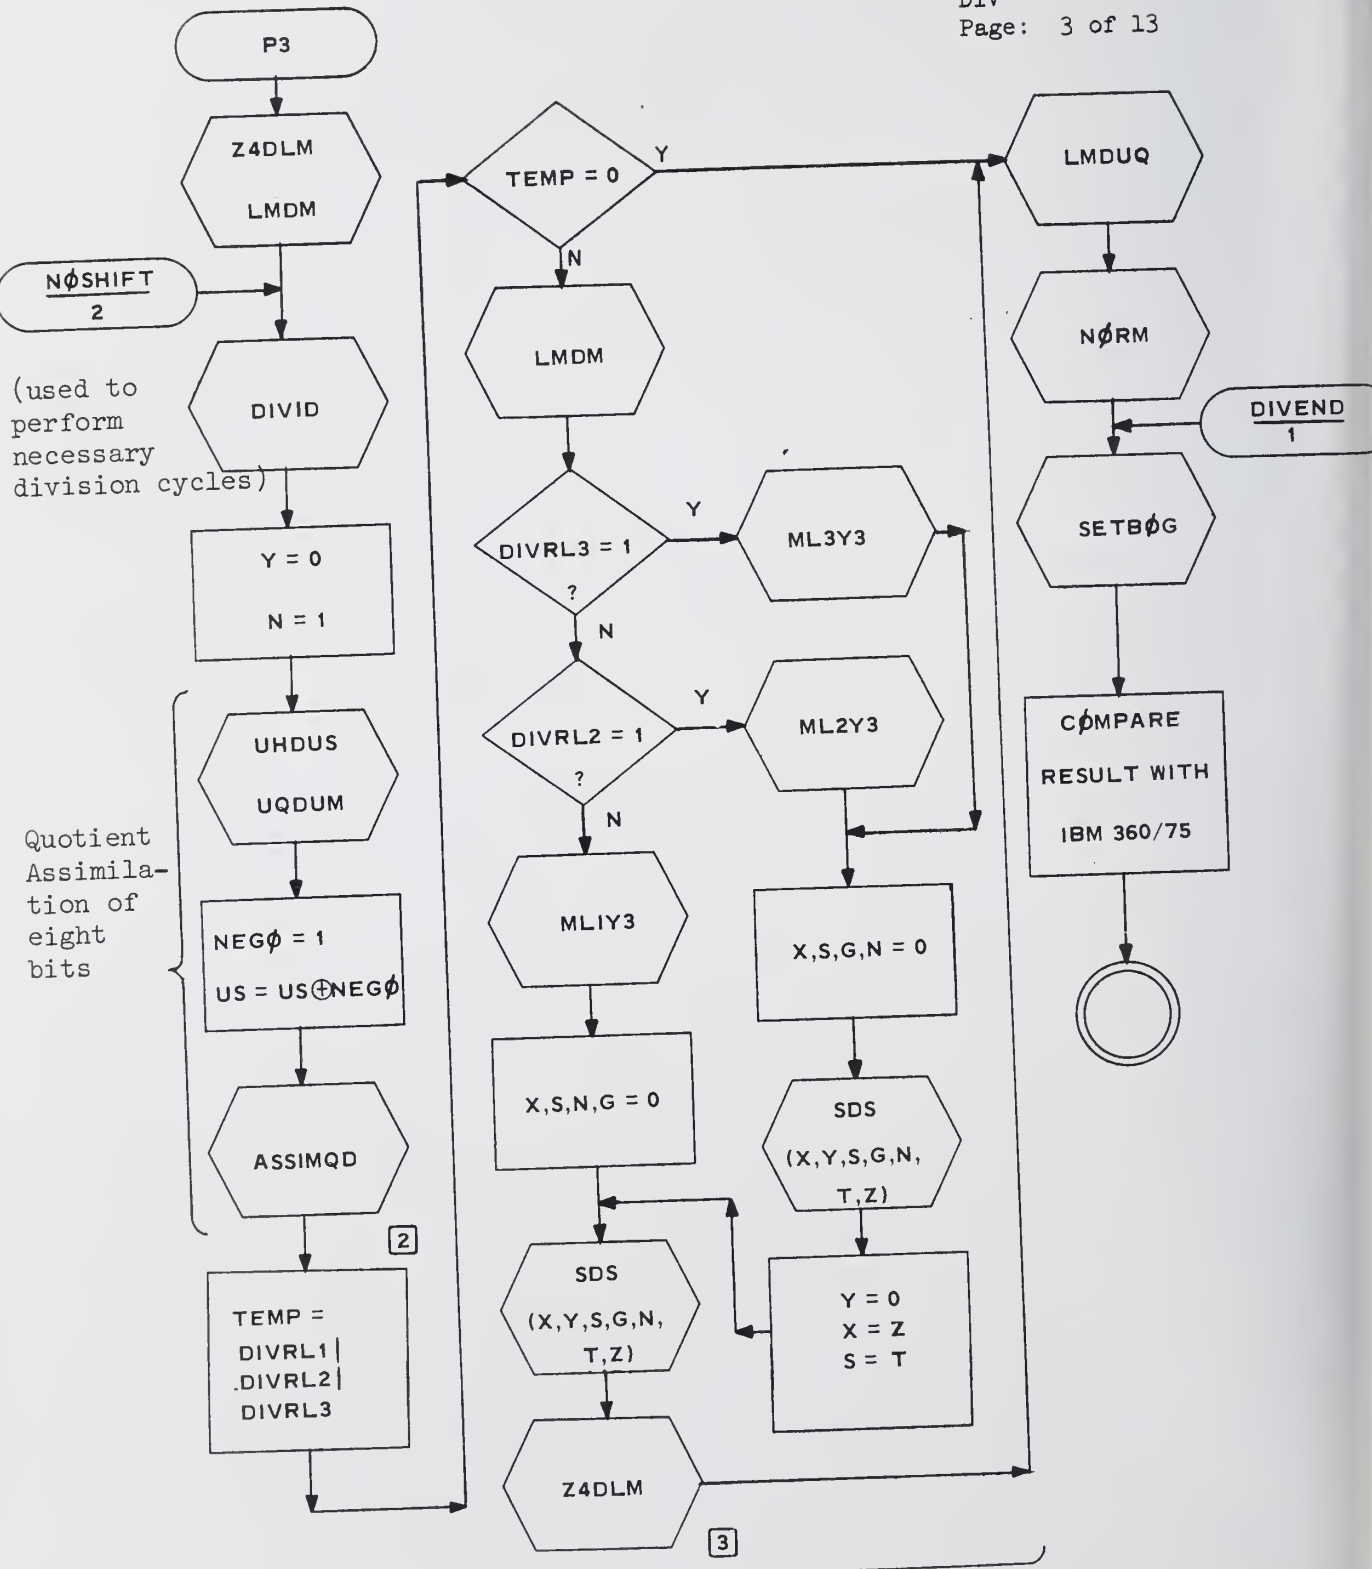 Page: 3 of 13
P3
Z4DLM
LMDM
NØSHIFT
2
(used to
perform
necessary
division cycles)
DIVID
Y = 0
N = 1
Quotient
Assimila-
tion of
eight
bits
UHDUS
UQDUM
NEGØ = 1
US = US⊕NEGØ
ASSIMQD
2
TEMP =
DIVRL1|
DIVRL2|
DIVRL3
TEMP = 0
Y
N
LMDM
DIVRL3 = 1
?
Y
N
ML3Y3
DIVRL2 = 1
?
Y
N
ML2Y3
ML1Y3
X,S,N,G = 0
SDS
(X,Y,S,G,N,
T,Z)
Z4DLM
3
X,S,G,N = 0
SDS
(X,Y,S,G,N,
T,Z)
Y = 0
X = Z
S = T
LMDUQ
NØRM
DIVEND
1
SETBØG
CØMPARE
RESULT WITH
IBM 360/75